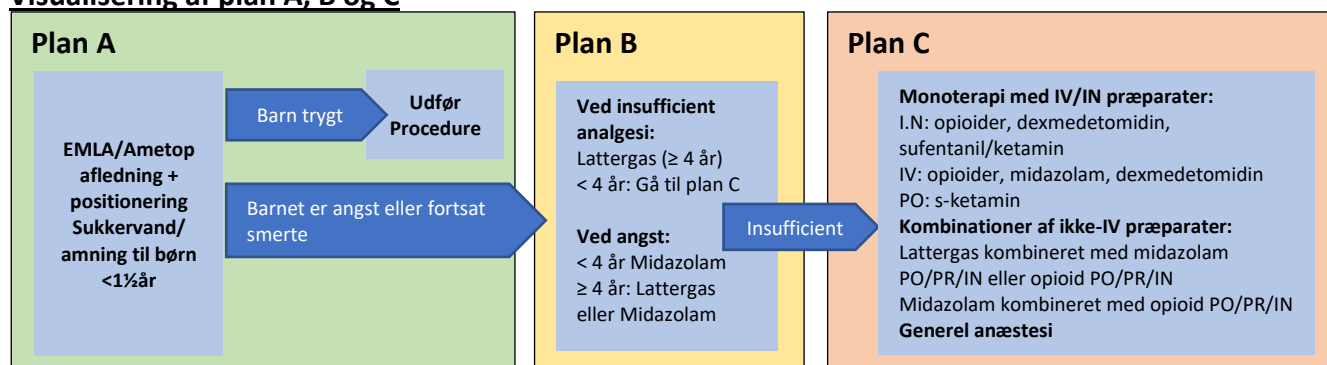 Visualisering af plan A, B og C
Plan A
EMLA/Ametop
afledning +
positionering
Sukkervand/
amning til børn
<1½år
Barn trygt
Udfør
Procedure
Barnet er angst eller fortsat
smerte
Plan B
Ved insufficient
analgesi:
Lattergas (≥ 4 år)
< 4 år: Gå til plan C
Ved angst:
< 4 år Midazolam
≥ 4 år: Lattergas
eller Midazolam
Insufficient
Plan C
Monoterapi med IV/IN præparater:
I.N: opioider, dexmedetomidin,
sufentanil/ketamin
IV: opioider, midazolam, dexmedetomidin
PO: s-ketamin
Kombinationer af ikke-IV præparater:
Lattergas kombineret med midazolam
PO/PR/IN eller opioid PO/PR/IN
Midazolam kombineret med opioid PO/PR/IN
Generel anæstesi